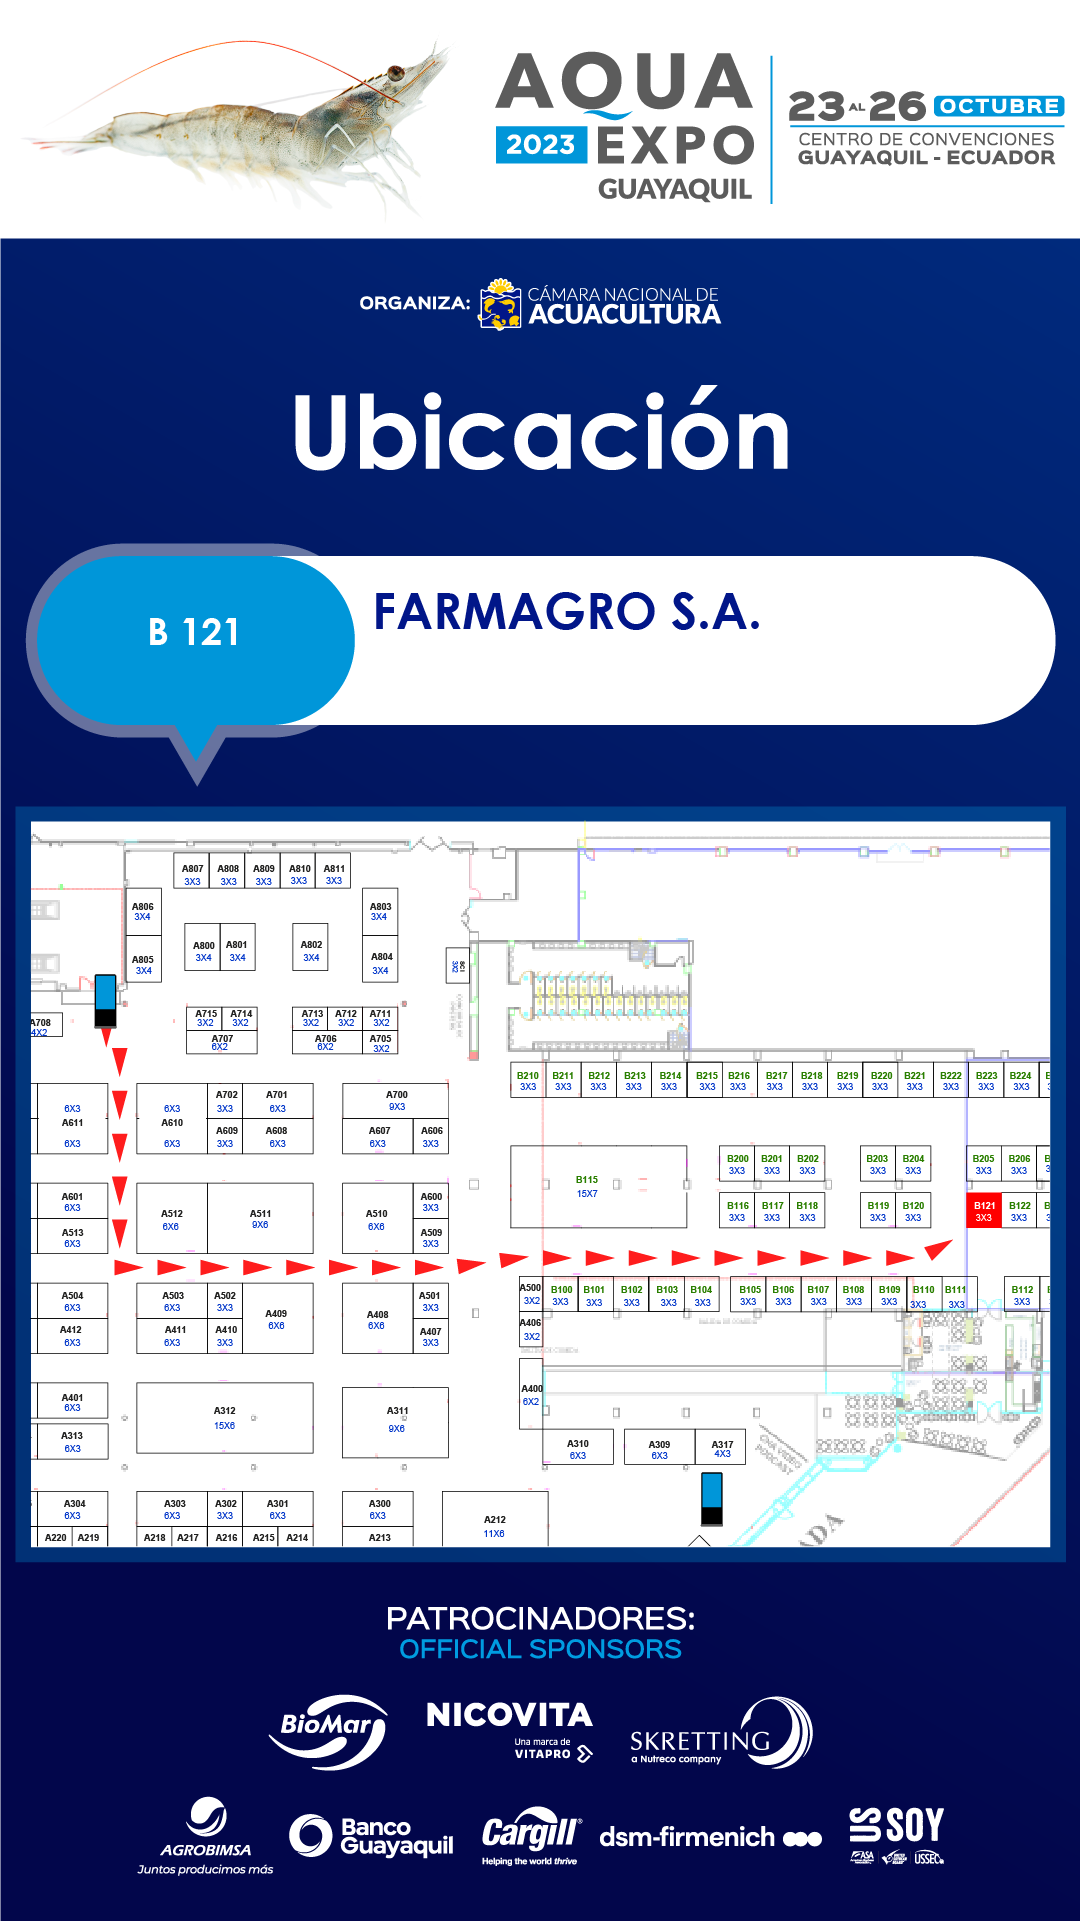 AQUA
2023 EXPO
GUAYAQUIL
23 AL 26 OCTUBRE
CENTRO DE CONVENCIONES
GUAYAQUIL - ECUADOR
ORGANIZA: CÁMARA NACIONAL DE
ACUACULTURA
Ubicación
B 121
FARMAGRO S.A.
A807 A808 A809 A810 A811
3X3 3X3 3X3 3X3 3X3
A806 A803
3X4 3X4
A800 A801 A802
3X4 3X4 3X4
A805 A804
3X4 3X4
SC1
3X2
A708
4X2
A715 A714 A713 A712 A711
3X2 3X2 3X2 3X2 3X2
A707 A706 A705
6X2 6X2 3X2
B210 B211 B212 B213 B214 B215 B216 B217 B218 B219 B220 B221 B222 B223 B224
3X3 3X3 3X3 3X3 3X3 3X3 3X3 3X3 3X3 3X3 3X3 3X3 3X3 3X3 3X3
A702 A701 A700
6X3 6X3 3X3 6X3 9X3
A611 A610 A609 A608 A607 A606
6X3 6X3 3X3 6X3 6X3 3X3
B200 B201 B202 B203 B204 B205 B206
3X3 3X3 3X3 3X3 3X3 3X3 3X3
B115
15X7
A601 A512 A511 A510 A600
6X3 6X6 9X6 6X6 3X3
B116 B117 B118 B119 B120 B121 B122
3X3 3X3 3X3 3X3 3X3 3X3 3X3
A513 A509
6X3 3X3
A504 A503 A502 A409 A408 A501
6X3 6X3 3X3 6X6 6X6 3X3
A500 B100 B101 B102 B103 B104 B105 B106 B107 B108 B109 B110 B111 B112
3X2 3X3 3X3 3X3 3X3 3X3 3X3 3X3 3X3 3X3 3X3 3X3 3X3 3X3
A412 A411 A410 A407 A406
6X3 6X3 3X3 3X3 3X2
A401 A312 A311 A400
6X3 15X6 9X6 6X2
A313
6X3
A310 A309 A317
6X3 6X3 4X3
CNA VIDEO
PODCAST
A304 A303 A302 A301 A300 A212
6X3 6X3 3X3 6X3 6X3 11X6
A220 A219 A218 A217 A216 A215 A214 A213
ADA
PATROCINADORES:
OFFICIAL SPONSORS
BioMar
NICOVITA
Una marca de
VITAPRO
SKRETTING
a Nutreco company
AGROBIMSA
Juntos producimos más
Banco
Guayaquil
Cargill®
Helping the world thrive
dsm-firmenich
US SOY
ASA
USSEC